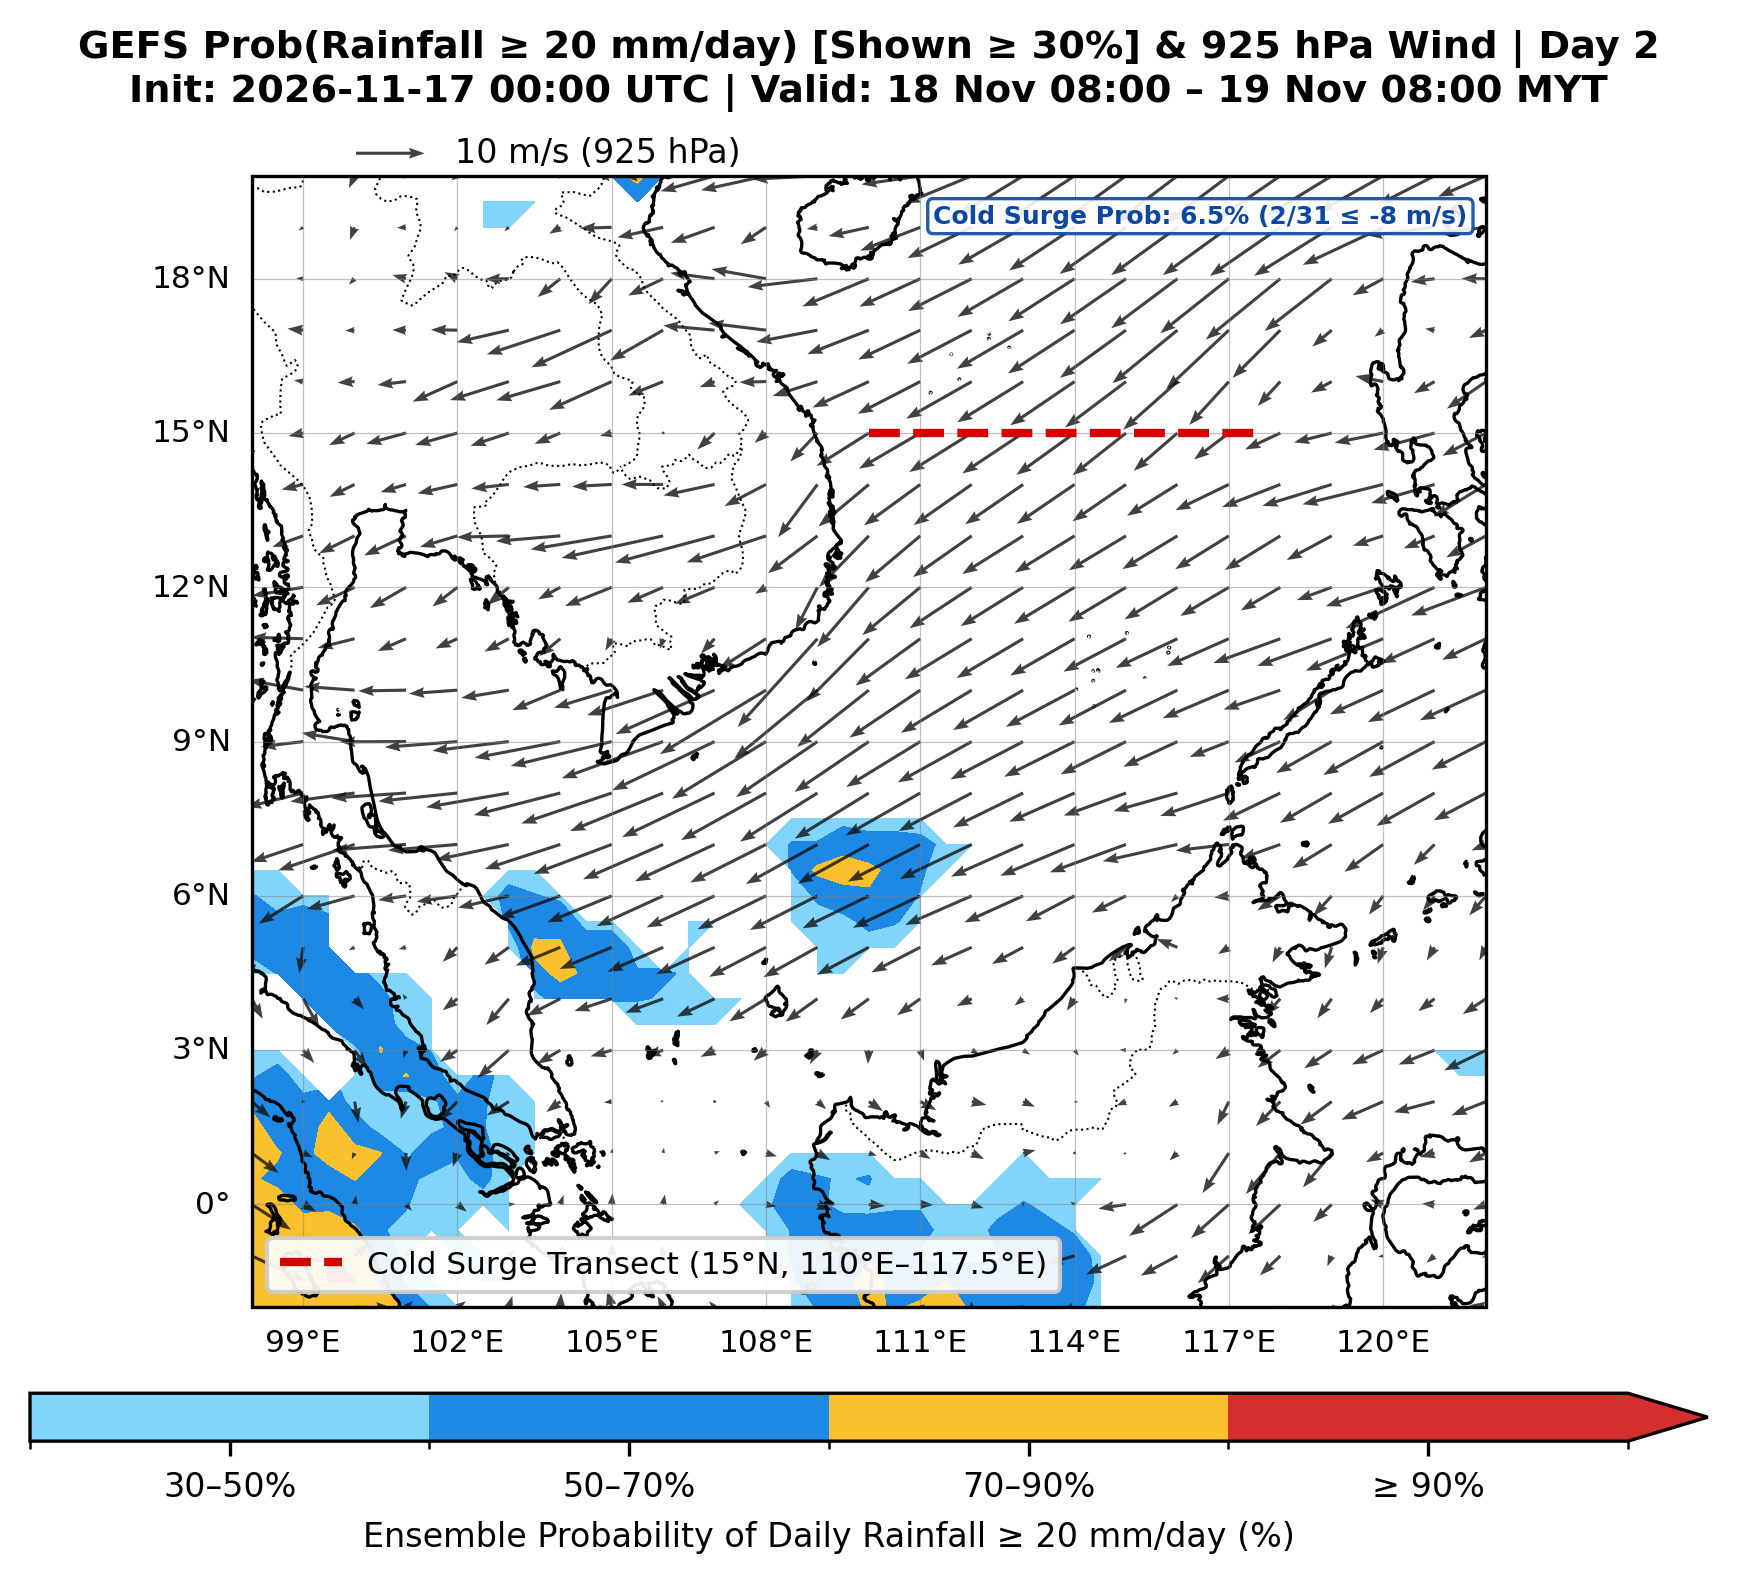 GEFS Prob(Rainfall ≥ 20 mm/day) [Shown ≥ 30%] & 925 hPa Wind | Day 2
Init: 2026-11-17 00:00 UTC | Valid: 18 Nov 08:00 – 19 Nov 08:00 MYT
10 m/s (925 hPa)
Cold Surge Prob: 6.5% (2/31 ≤ -8 m/s)
18°N
15°N
12°N
9°N
6°N
3°N
0°
Cold Surge Transect (15°N, 110°E–117.5°E)
99°E 102°E 105°E 108°E 111°E 114°E 117°E 120°E
30–50% 50–70% 70–90% ≥ 90%
Ensemble Probability of Daily Rainfall ≥ 20 mm/day (%)